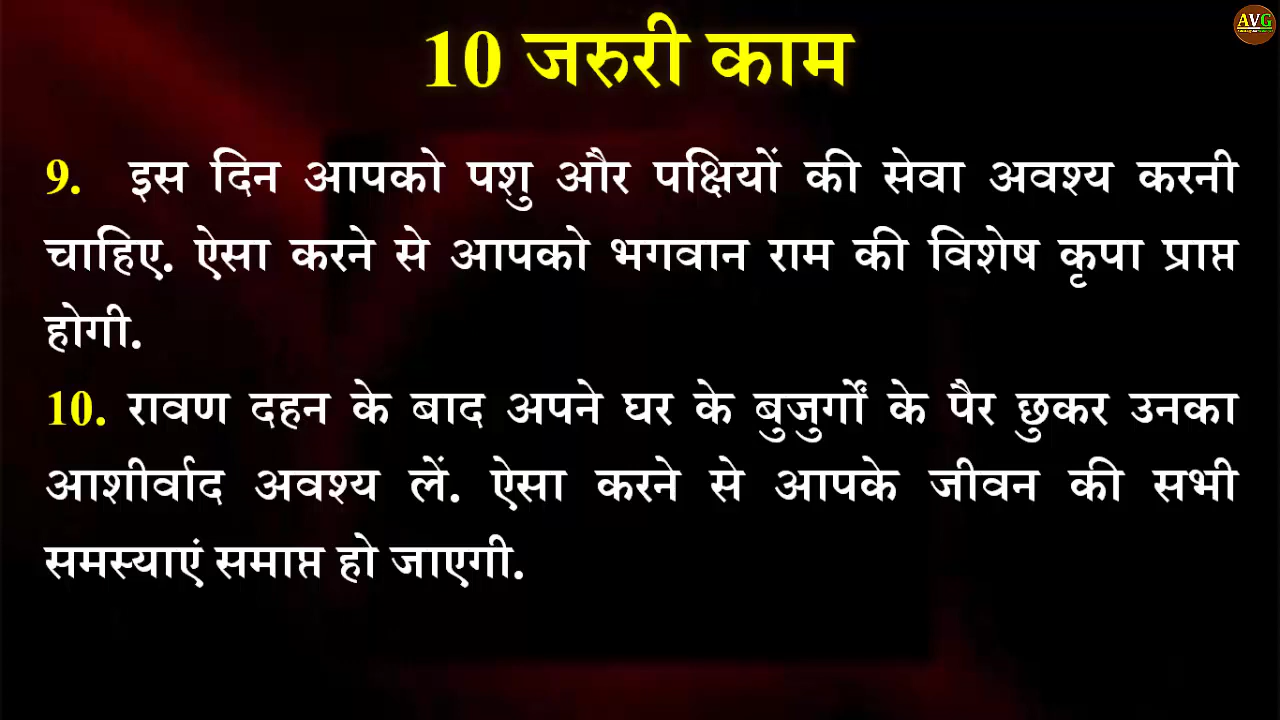 AVG
10 जरुरी काम
9. इस दिन आपको पशु और पक्षियों की सेवा अवश्य करनी
चाहिए. ऐसा करने से आपको भगवान राम की विशेष कृपा प्राप्त
होगी.
10. रावण दहन के बाद अपने घर के बुजुर्गों के पैर छुकर उनका
आशीर्वाद अवश्य लें. ऐसा करने से आपके जीवन की सभी
समस्याएं समाप्त हो जाएगी.